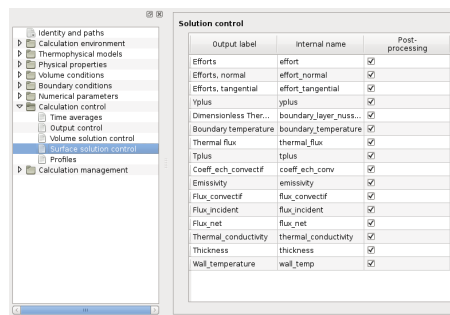 Identity and paths
Calculation environment
Thermophysical models
Physical properties
Volume conditions
Boundary conditions
Numerical parameters
Calculation control
Time averages
Output control
Volume solution control
Surface solution control
Profiles
Calculation management
Solution control
Output label Internal name Post-processing
Efforts effort
Efforts, normal effort_normal
Efforts, tangential effort_tangential
Yplus yplus
Dimensionless Ther... boundary_layer_nuss...
Boundary temperature boundary_temperature
Thermal flux thermal_flux
Tplus tplus
Coeff_ech_convectif coeff_ech_conv
Emissivity emissivity
Flux_convectif flux_convectif
Flux_incident flux_incident
Flux_net flux_net
Thermal_conductivity thermal_conductivity
Thickness thickness
Wall_temperature wall_temp